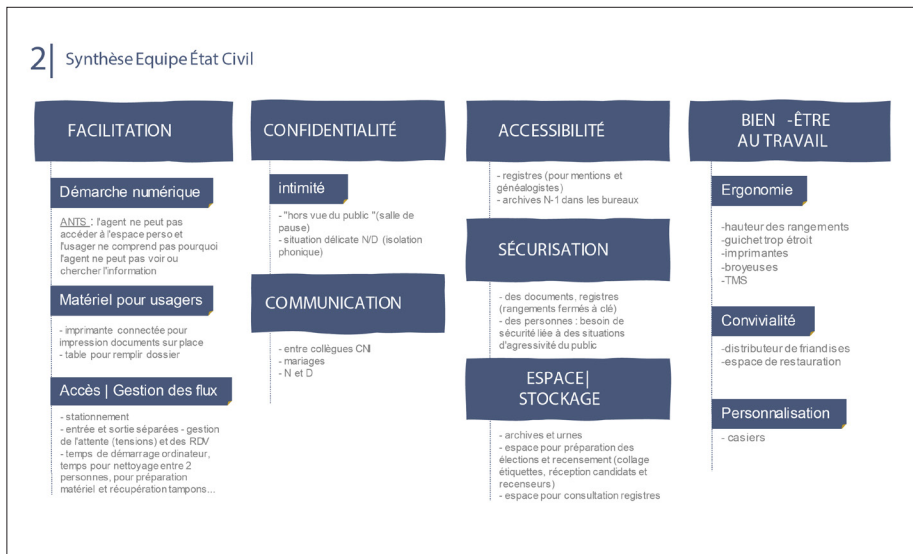 2| Synthèse Equipe État Civil
FACILITATION
Démarche numérique
ANTS : l'agent ne peut pas
accéder à l'espace perso et
l'usager ne comprend pas pourquoi
l'agent ne peut pas voir ou
chercher l'information
Matériel pour usagers
- imprimante connectée pour
impression documents sur place
- table pour remplir dossier
Accès | Gestion des flux
- stationnement
- entrée et sortie séparées - gestion
de l'attente (tensions) et des RDV
- temps de démarrage ordinateur,
temps pour nettoyage entre 2
personnes, pour préparation
matériel et récupération tampons...
CONFIDENTIALITÉ
intimité
- "hors vue du public "(salle de
pause)
- situation délicate N/D (isolation
phonique)
COMMUNICATION
- entre collègues CNI
- mariages
- N et D
ACCESSIBILITÉ
- registres (pour mentions et
généalogistes)
- archives N-1 dans les bureaux
SÉCURISATION
- des documents, registres
(rangements fermés à clé)
- des personnes : besoin de
sécurité liée à des situations
d'agressivité du public
ESPACE|
STOCKAGE
- archives et urnes
- espace pour préparation des
élections et recensement (collage
étiquettes, réception candidats et
recenseurs)
- espace pour consultation registres
BIEN -ÊTRE
AU TRAVAIL
Ergonomie
-hauteur des rangements
-guichet trop étroit
-imprimantes
-broyeuses
-TMS
Convivialité
-distributeur de friandises
-espace de restauration
Personnalisation
- casiers